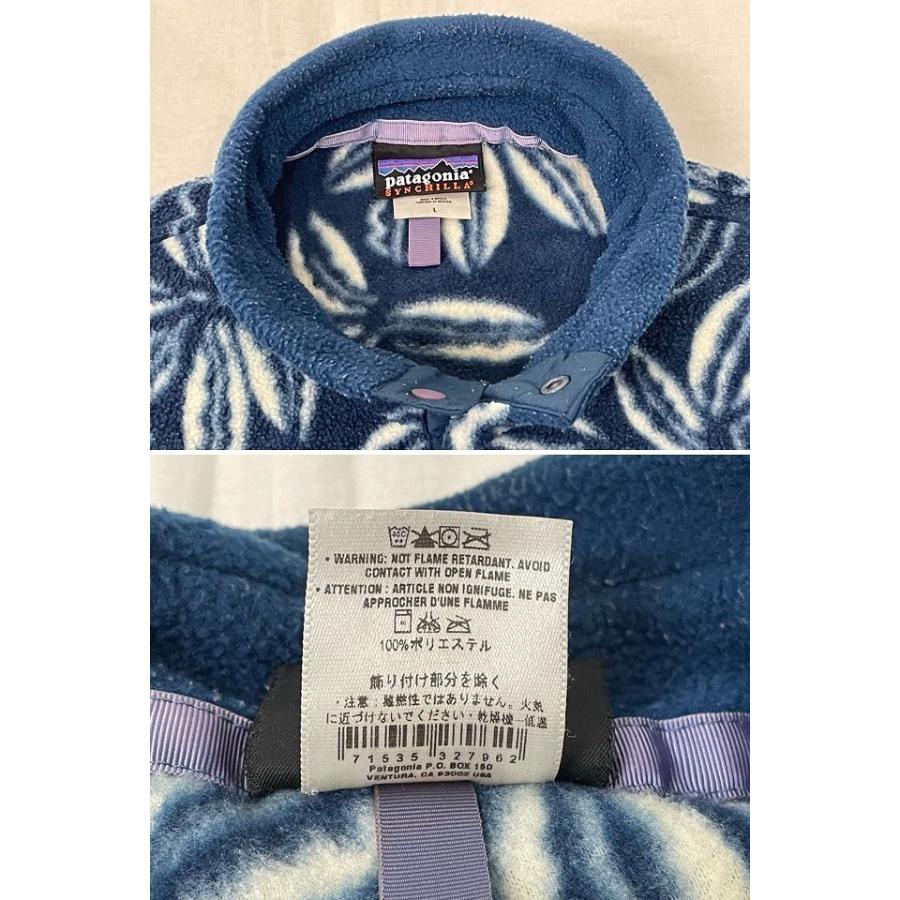 patagonia®
SYNCHILLA®
L
40C
• WARNING: NOT FLAME RETARDANT. AVOID
CONTACT WITH OPEN FLAME
• ATTENTION : ARTICLE NON IGNIFUGE. NE PAS
APPROCHER D'UNE FLAMME
100%ポリエステル
飾り付け部分を除く
・注意：難燃性ではありません。火気
に近づけないでください・乾燥機ー低温
71535 327962
Patagonia P.O. BOX 150
VENTURA, CA 93002 USA